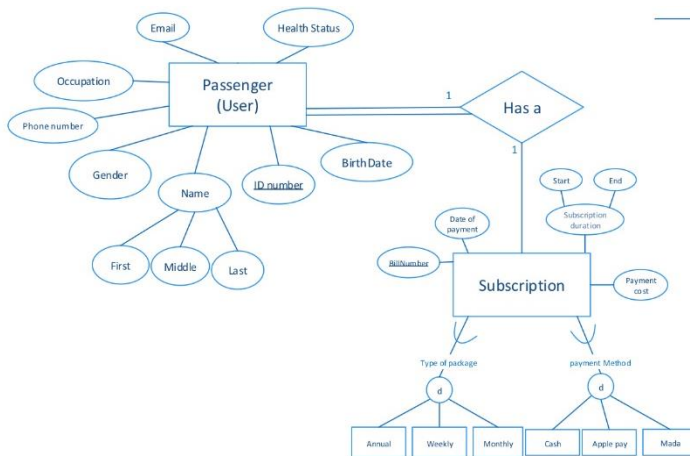 Email
Health Status
Occupation
Passenger
(User)
1
Has a
Phone number
1
BirthDate
Gender
ID number
Name
Start
End
Date of
payment
Subscription
duration
First
Middle
Last
BillNumber
Subscription
Payment
cost
Type of package
payment Method
d
d
Annual
Weekly
Monthly
Cash
Apple pay
Mada